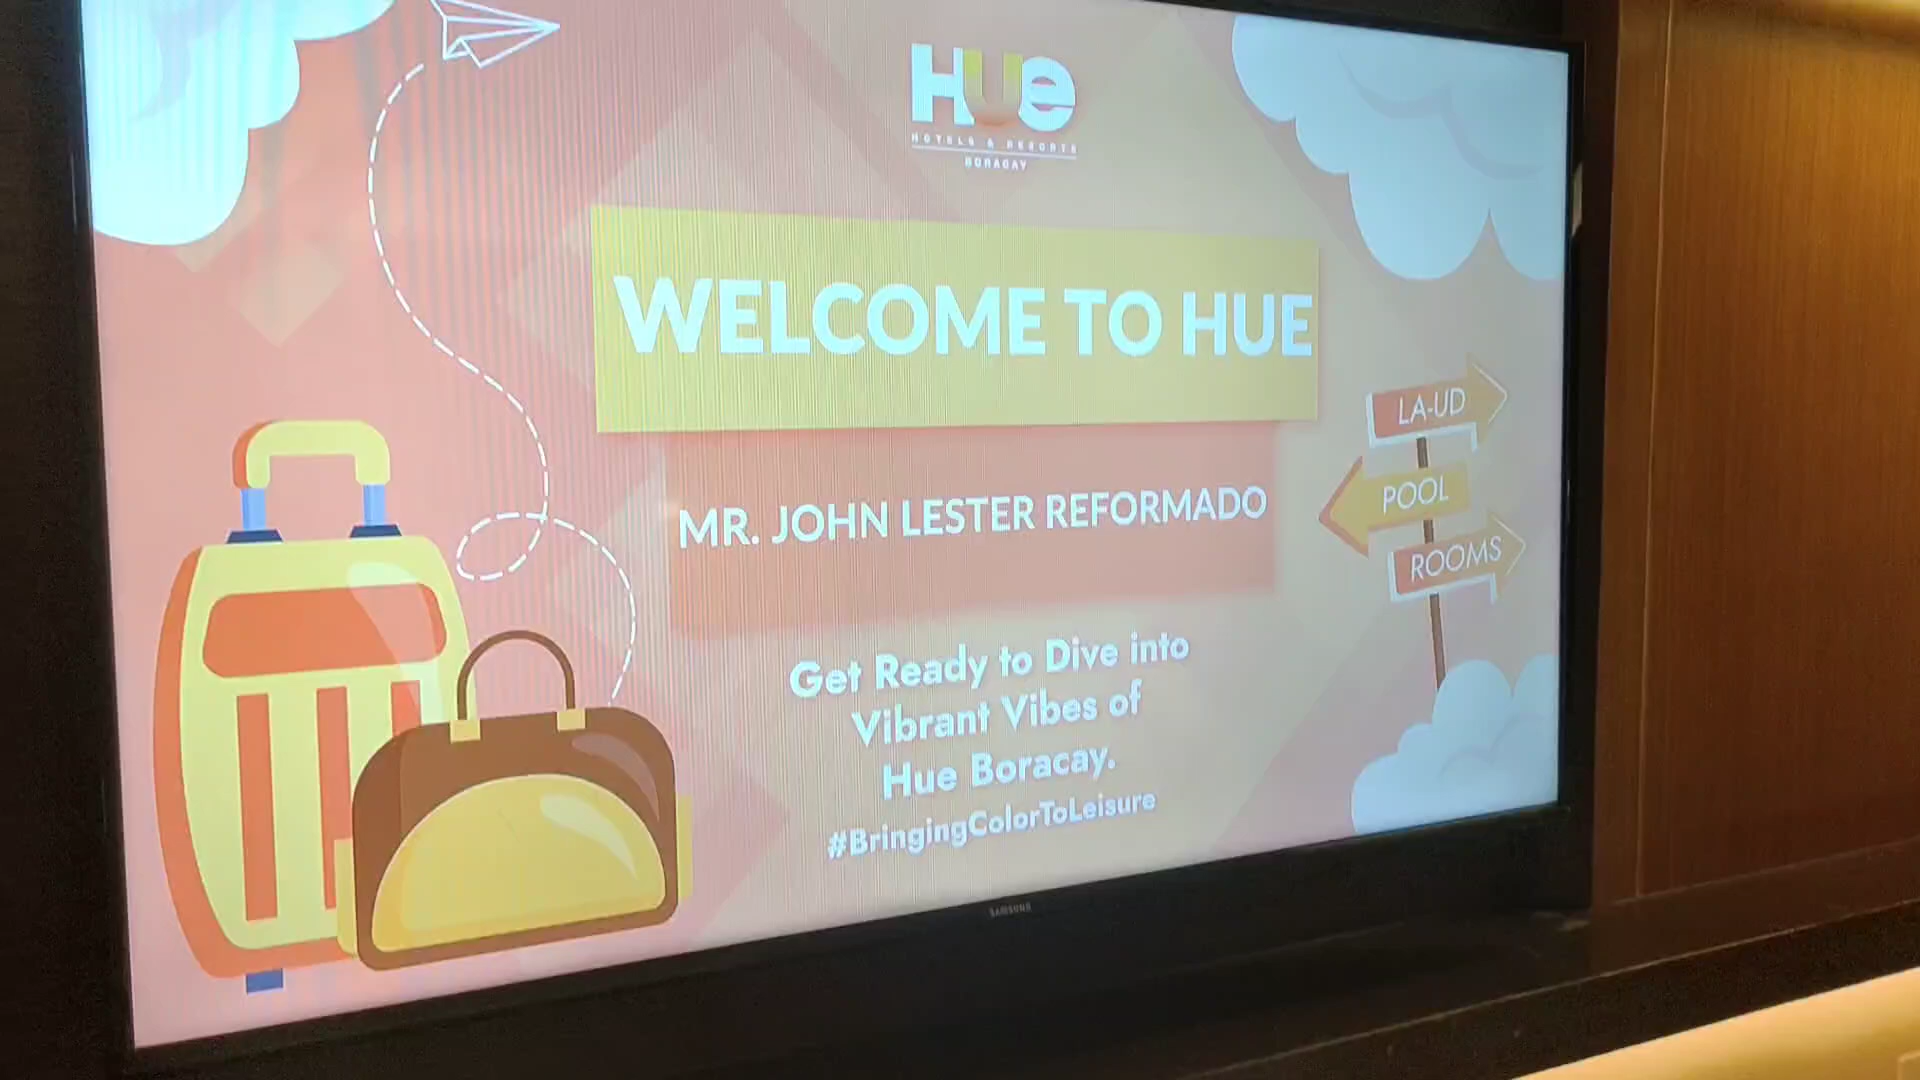 HUe
HOTELS & RESORTS
BORACAY
WELCOME TO HUE
MR. JOHN LESTER REFORMADO
LA-UD
POOL
ROOMS
Get Ready to Dive into
Vibrant Vibes of
Hue Boracay.
#BringingColorToLeisure
SAMSUNG